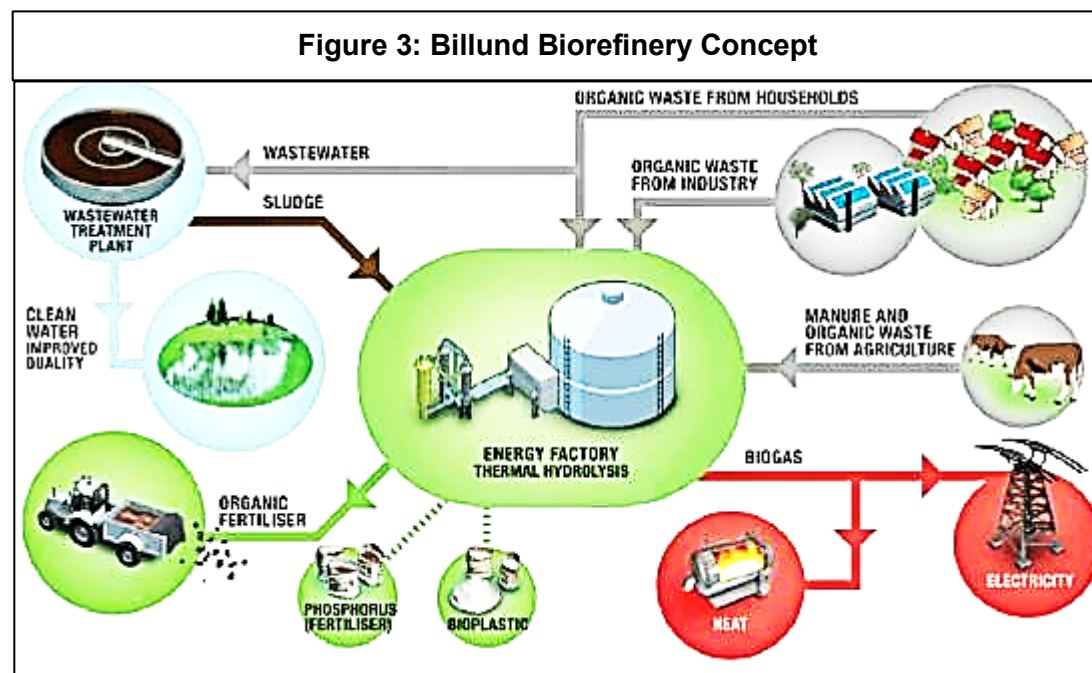 Figure 3: Billund Biorefinery Concept
ORGANIC WASTE FROM HOUSEHOLDS
WASTEWATER
ORGANIC WASTE
FROM INDUSTRY
SLUDGE
WASTEWATER
TREATMENT
PLANT
CLEAN
WATER
IMPROVED
QUALITY
MANURE AND
ORGANIC WASTE
FROM AGRICULTURE
ENERGY FACTORY
THERMAL HYDROLYSIS
BIOGAS
ORGANIC
FERTILISER
PHOSPHORUS
(FERTILISER)
BIOPLASTIC
HEAT
ELECTRICITY